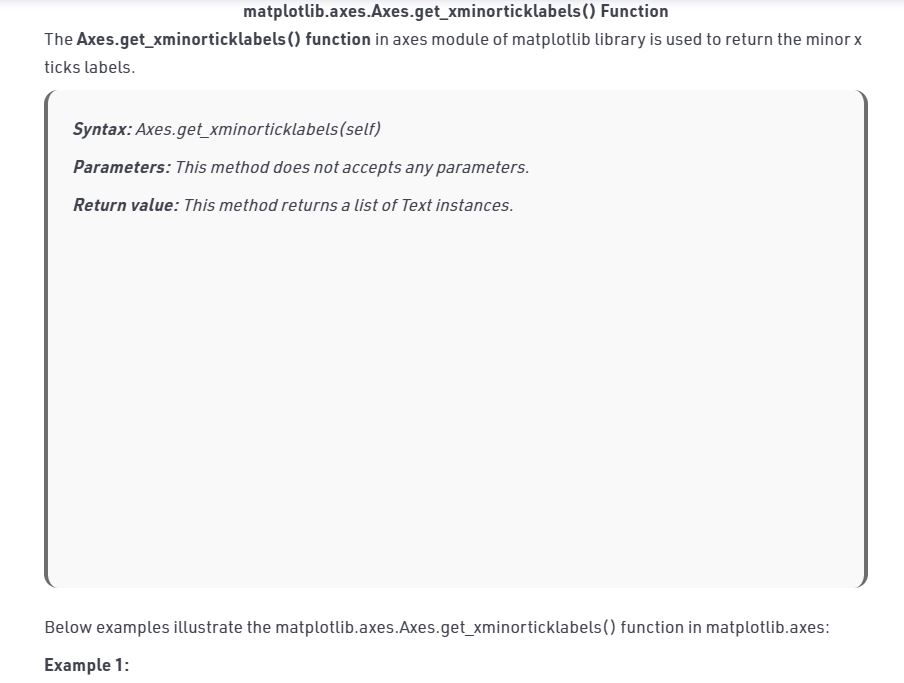 matplotlib.axes.Axes.get_xminorticklabels() Function
The Axes.get_xminorticklabels() function in axes module of matplotlib library is used to return the minor x
ticks labels.
Syntax: Axes.get_xminorticklabels(self)
Parameters: This method does not accepts any parameters.
Return value: This method returns a list of Text instances.
Below examples illustrate the matplotlib.axes.Axes.get_xminorticklabels() function in matplotlib.axes:
Example 1: